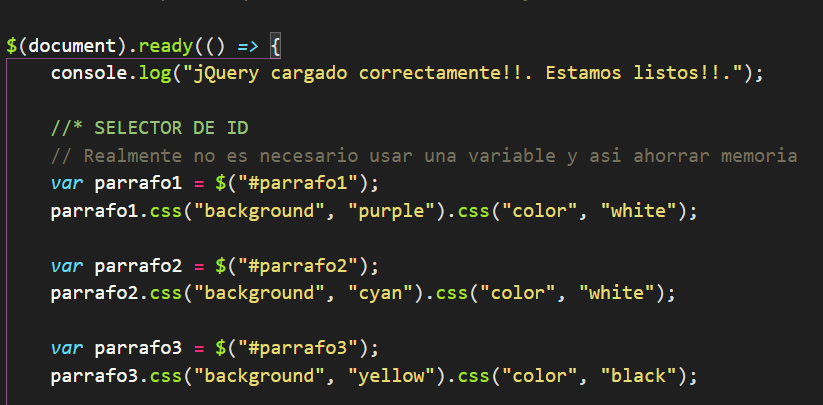 $(document).ready(() => {
console.log("jQuery cargado correctamente!!. Estamos listos!!.");
//* SELECTOR DE ID
// Realmente no es necesario usar una variable y asi ahorrar memoria
var parrafo1 = $("#parrafo1");
parrafo1.css("background", "purple").css("color", "white");
var parrafo2 = $("#parrafo2");
parrafo2.css("background", "cyan").css("color", "white");
var parrafo3 = $("#parrafo3");
parrafo3.css("background", "yellow").css("color", "black");